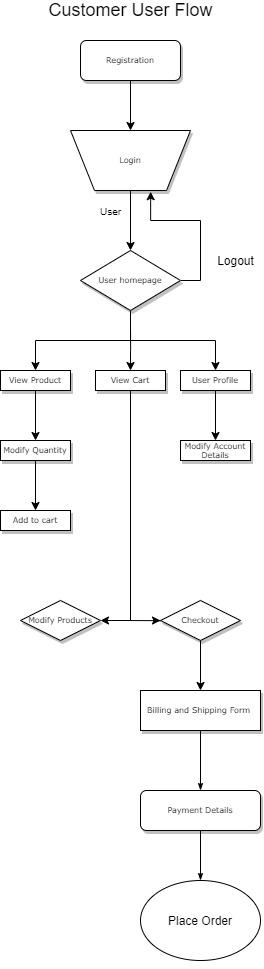 Customer User Flow
Registration
Login
User
User homepage
Logout
View Product
View Cart
User Profile
Modify Quantity
Modify Account
Details
Add to cart
Modify Products
Checkout
Billing and Shipping Form
Payment Details
Place Order